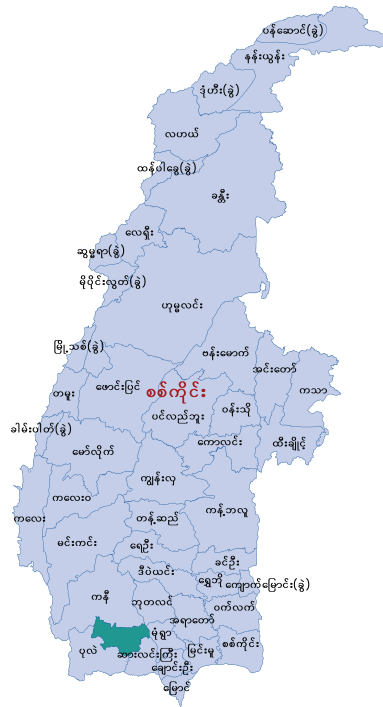 ပန်ဆောင်(ခွဲ)
နန်းယွန်း
ဒုံဟီး(ခွဲ)
လဟယ်
ထန်ပါခွေ(ခွဲ)
ခန္တီး
လေရှီး
ဆွမ္မရာ(ခွဲ)
မိုပိုင်းလွတ်(ခွဲ)
ဟုမ္မလင်း
မြို့သစ်(ခွဲ)
ဗန်းမောက်
အင်းတော်
ကသာ
တမူး
ဖောင်းပြင်
စစ်ကိုင်း
ပင်လည်ဘူး
ဝန်းသို
ခါမ်းပါတ်(ခွဲ)
ကောလင်း
ထီးချိုင့်
မော်လိုက်
ကျွန်းလှ
ကလေးဝ
ကန့်ဘလူ
ကလေး
တန့်ဆည်
မင်းကင်း
ရေဦး
ခင်ဦး
ဒီပဲယင်း
ရွှေဘို
ကျောက်မြောင်း(ခွဲ)
ကနီ
ဘုတလင်
ဝက်လက်
အရာတော်
မုံရွာ
စစ်ကိုင်း
ပုလဲ
ဆားလင်းကြီး
မြင်းမူ
ချောင်းဦး
မြောင်